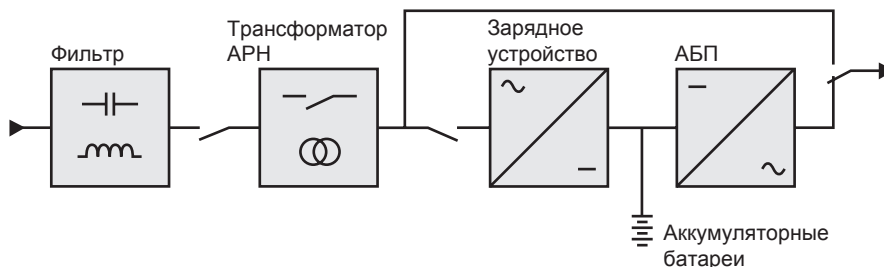 Фильтр
Трансформатор
АРН
Зарядное
устройство
АБП
Аккумуляторные
батареи